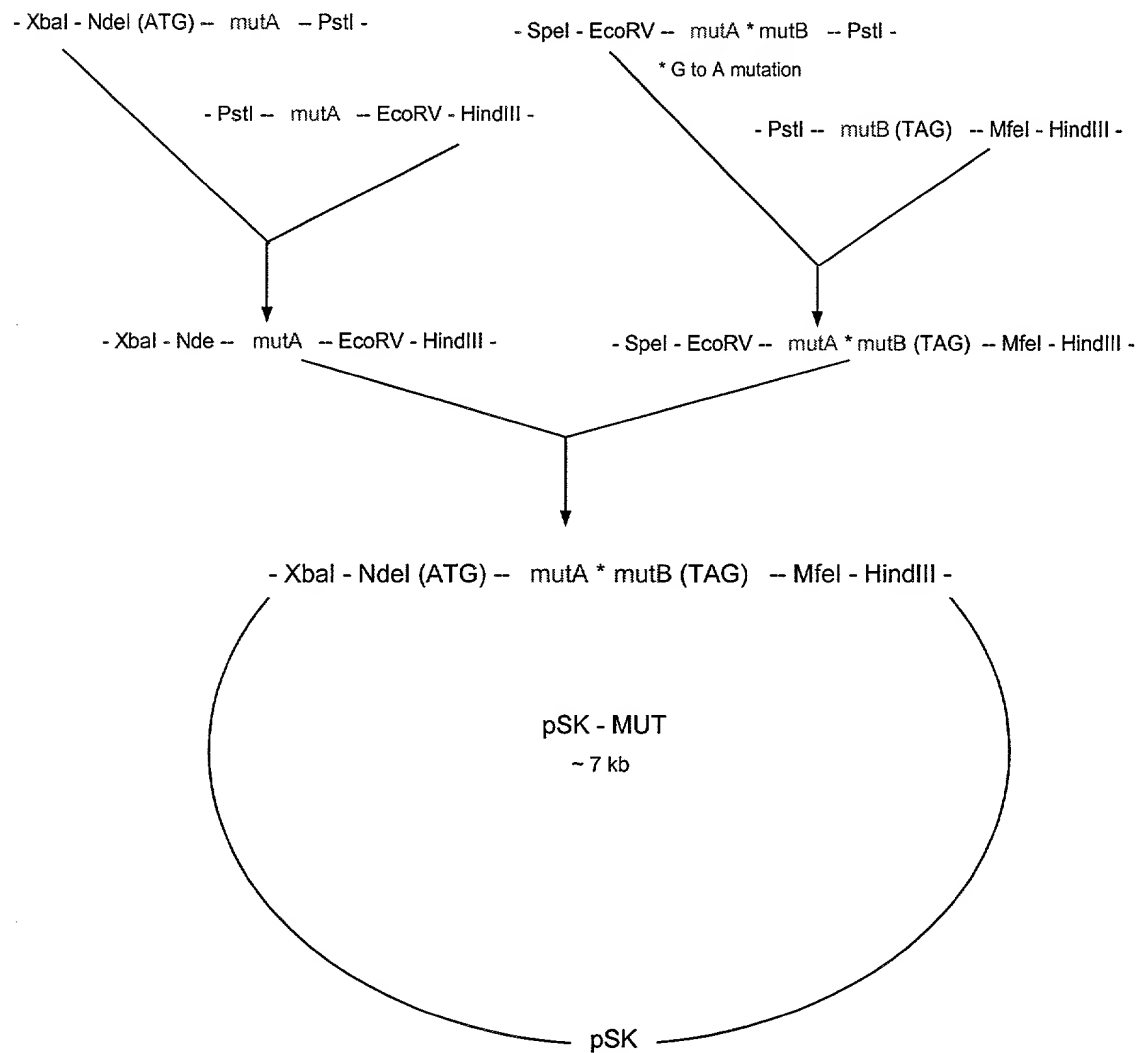 - XbaI - NdeI (ATG) -- mutA -- PstI -
- SpeI - EcoRV -- mutA * mutB -- PstI -
* G to A mutation
- PstI -- mutA -- EcoRV - HindIII -
- PstI -- mutB (TAG) -- MfeI - HindIII -
- XbaI - Nde -- mutA -- EcoRV - HindIII -
- SpeI - EcoRV -- mutA * mutB (TAG) -- MfeI - HindIII -
- XbaI - NdeI (ATG) -- mutA * mutB (TAG) -- MfeI - HindIII -
pSK - MUT
~ 7 kb
pSK